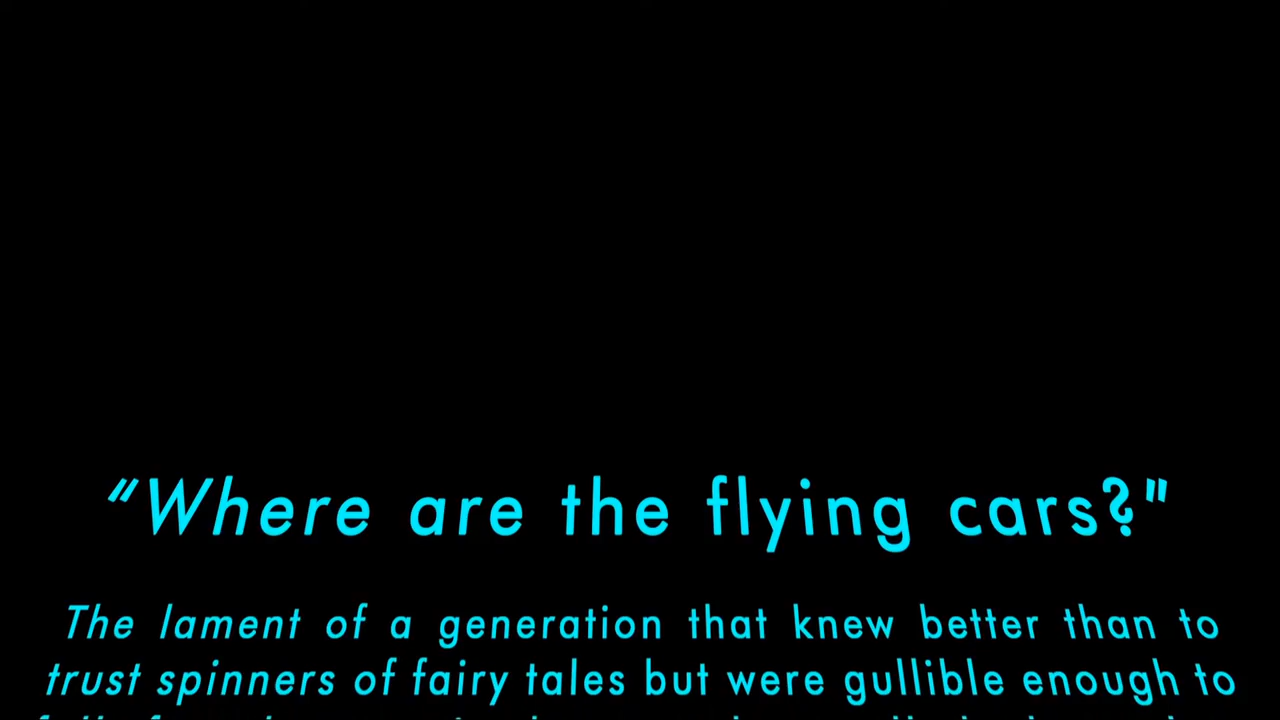 “Where are the flying cars?"
The lament of a generation that knew better than to
trust spinners of fairy tales but were gullible enough to